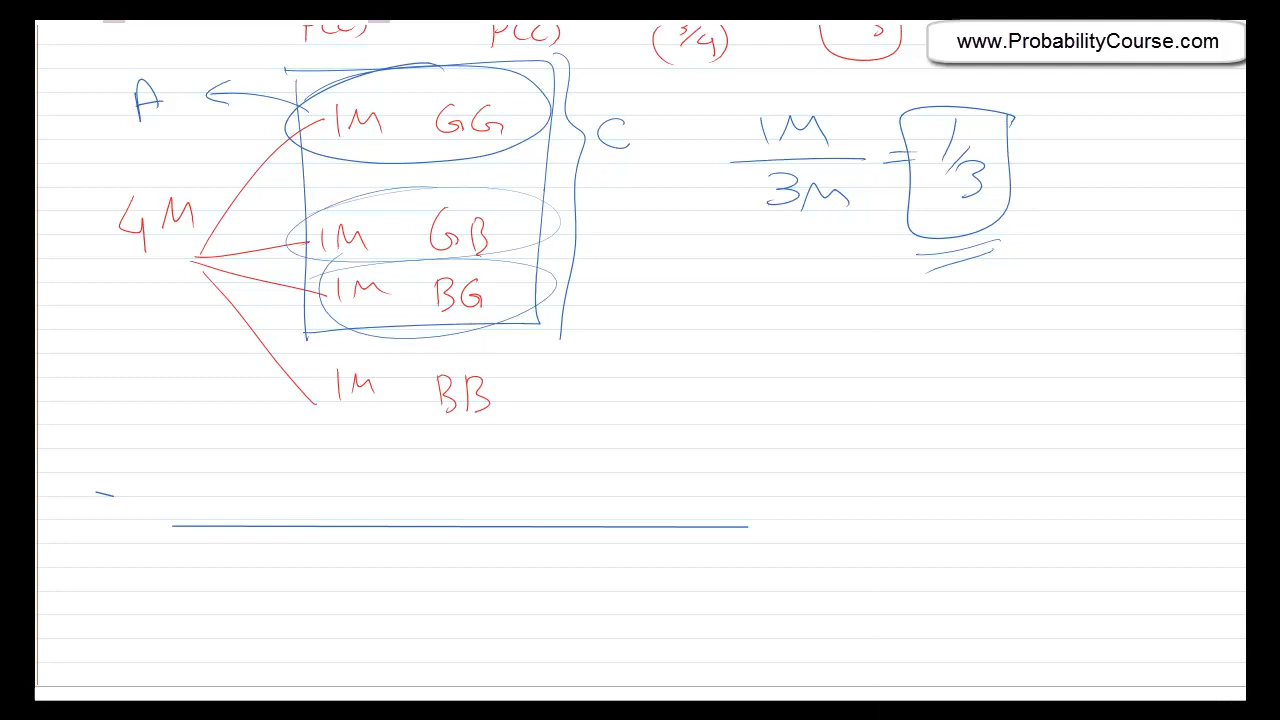 P(C) P(C) (3/4) www.ProbabilityCourse.com
A 1M GG C 1M/3M = 1/3
4M 1M GB
1M BG
1M BB